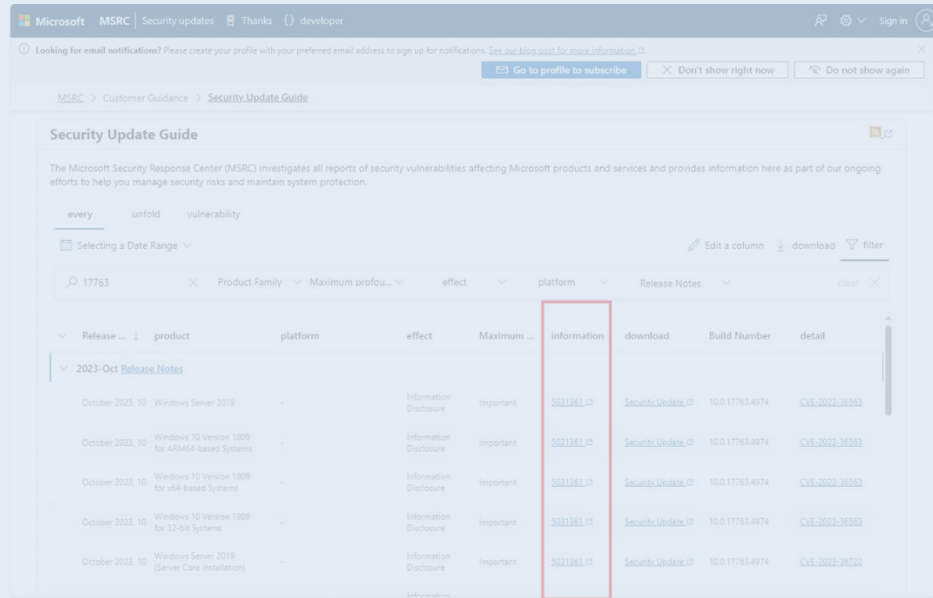 Microsoft MSRC Security updates Thanks {} developer Sign in
Looking for email notifications? Please create your profile with your preferred email address to sign up for notifications. See our blog post for more information
Go to profile to subscribe Don't show right now Do not show again
MSRC > Customer Guidance > Security Update Guide
Security Update Guide
The Microsoft Security Response Center (MSRC) investigates all reports of security vulnerabilities affecting Microsoft products and services and provides information here as part of our ongoing
efforts to help you manage security risks and maintain system protection.
every unfold vulnerability
Selecting a Date Range Edit a column download filter
17763 Product Family Maximum profou... effect platform Release Notes clear
Release ... ↓ product platform effect Maximum ... information download Build Number detail
2023-Oct Release Notes
October 2023, 10 Windows Server 2019 - Information Disclosure Important 5031361 Security Update 10.0.17763.4974 CVE-2023-36563
October 2023, 10 Windows 10 Version 1809 for ARM64-based Systems - Information Disclosure Important 5031361 Security Update 10.0.17763.4974 CVE-2023-36563
October 2023, 10 Windows 10 Version 1809 for x64-based Systems - Information Disclosure Important 5031361 Security Update 10.0.17763.4974 CVE-2023-36563
October 2023, 10 Windows 10 Version 1809 for 32-bit Systems - Information Disclosure Important 5031361 Security Update 10.0.17763.4974 CVE-2023-36563
October 2023, 10 Windows Server 2019 (Server Core installation) - Information Disclosure Important 5031361 Security Update 10.0.17763.4974 CVE-2023-36722
Information